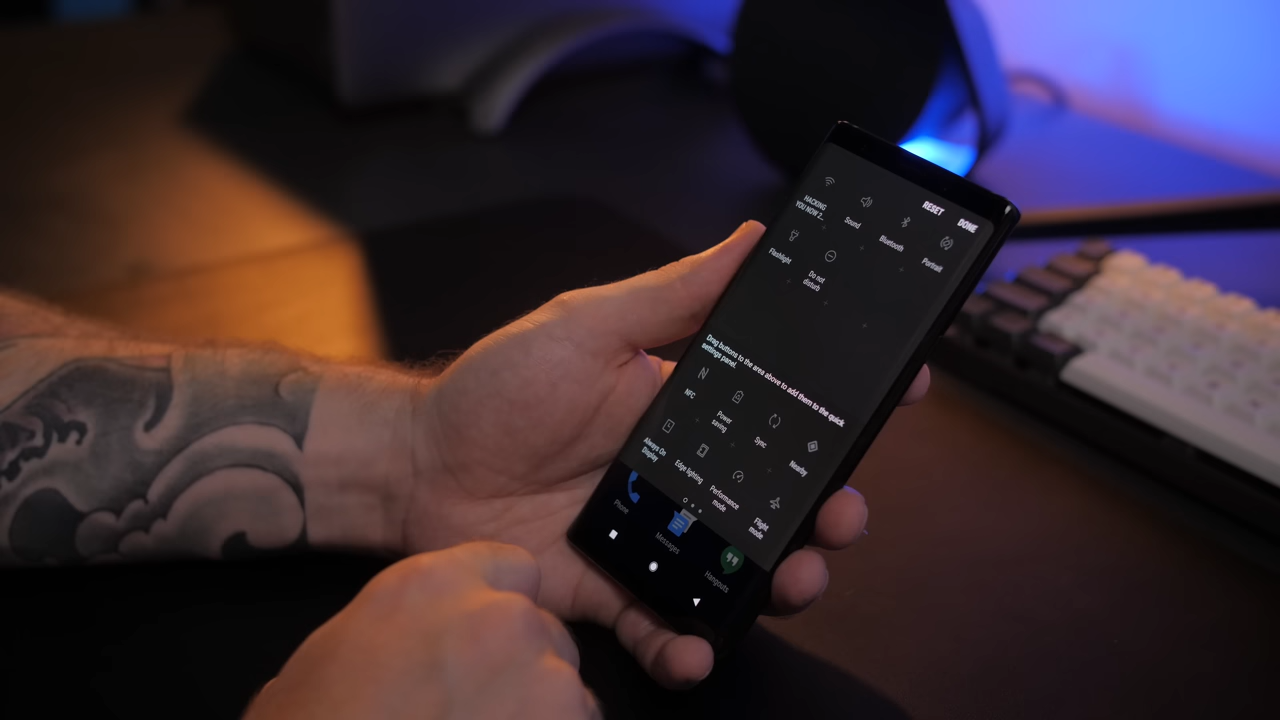 RESET
DONE
HACKING
YOU NOW 2...
Sound
Bluetooth
Portrait
Flashlight
Do not
disturb
Drag buttons to the area above to add them to the quick
settings panel.
NFC
Power
saving
Sync
Nearby
Always On
Display
Edge lighting
Performance
mode
Flight
mode
Phone
Messages
Hangouts